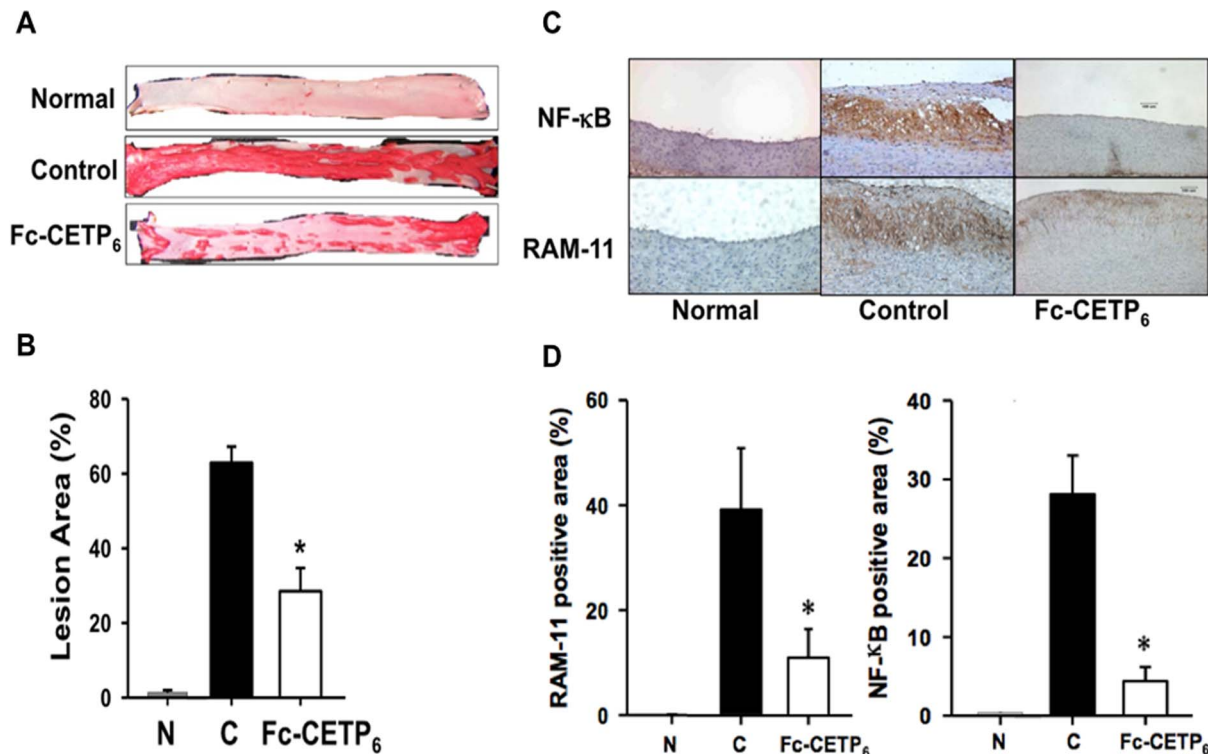 A
Normal
Control
Fc-CETP₆
B
Lesion Area (%)
80
60
40
20
0
*
N C Fc-CETP₆
C
NF-κB
RAM-11
Normal Control Fc-CETP₆
D
RAM-11 positive area (%)
60
40
20
0
*
N C Fc-CETP₆
NF-κB positive area (%)
40
30
20
10
0
*
N C Fc-CETP₆